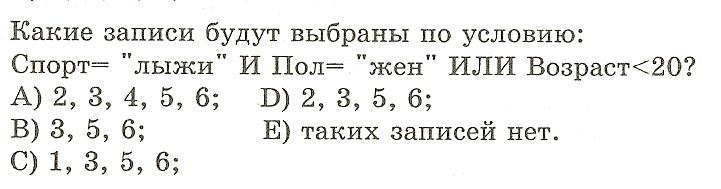 Какие записи будут выбраны по условию:
Спорт= "лыжи" И Пол= "жен" ИЛИ Возраст<20?
A) 2, 3, 4, 5, 6; D) 2, 3, 5, 6;
B) 3, 5, 6; E) таких записей нет.
C) 1, 3, 5, 6;